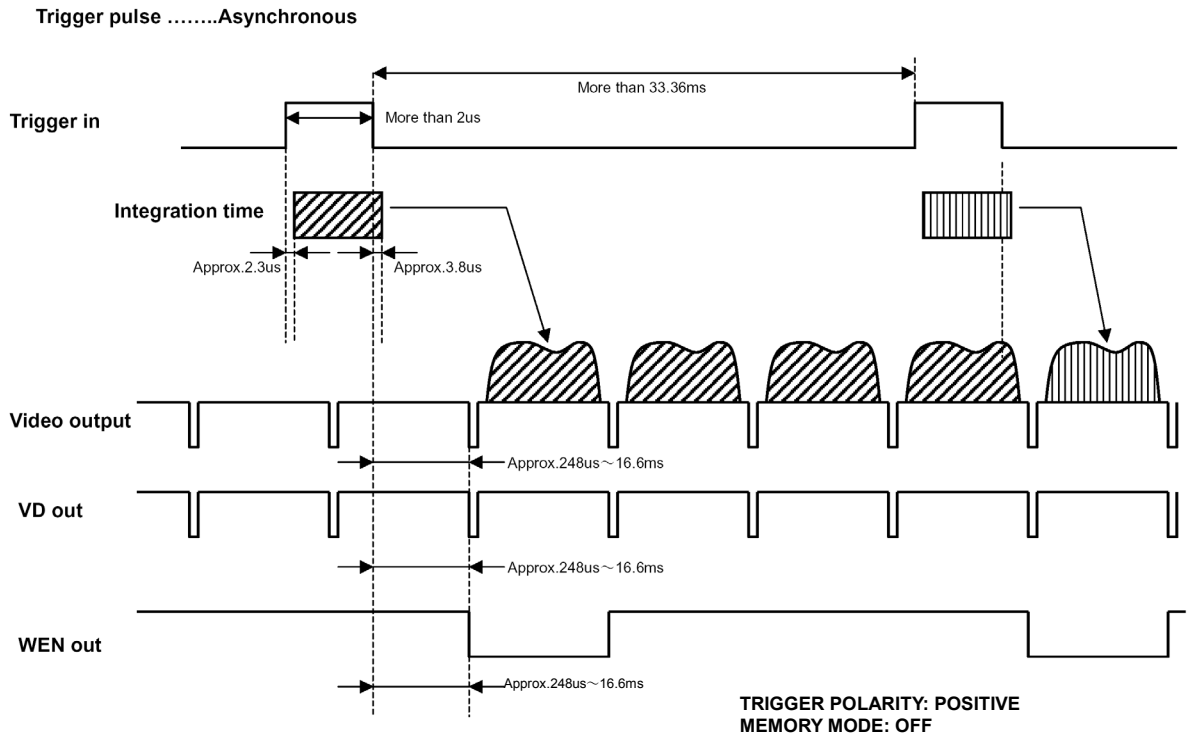 Trigger pulse ........Asynchronous
More than 33.36ms
Trigger in
More than 2us
Integration time
Approx.2.3us
Approx.3.8us
Video output
Approx.248us～16.6ms
VD out
Approx.248us～16.6ms
WEN out
Approx.248us～16.6ms
TRIGGER POLARITY: POSITIVE
MEMORY MODE: OFF